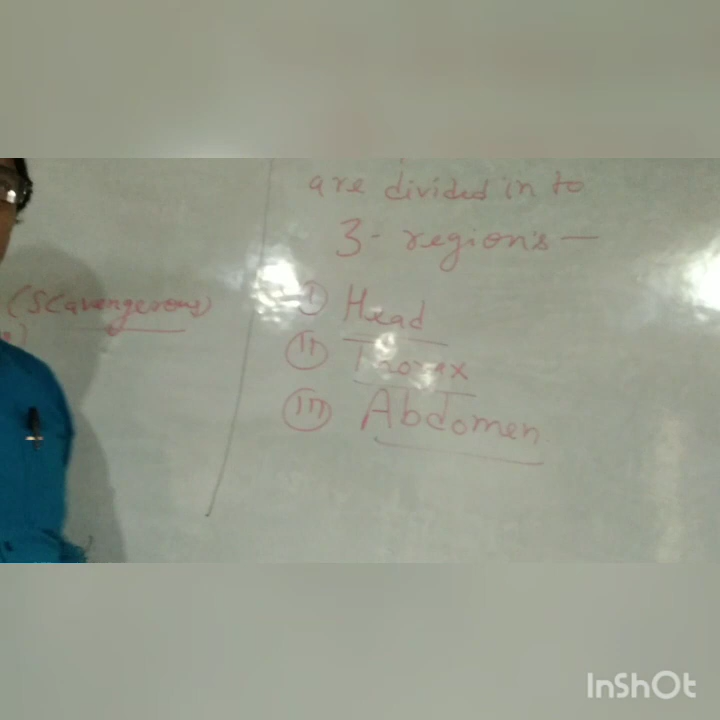 (Scavengerous)
are divided in to
3- regions —
(I) Head
(II) Thorax
(III) Abdomen
InShOt